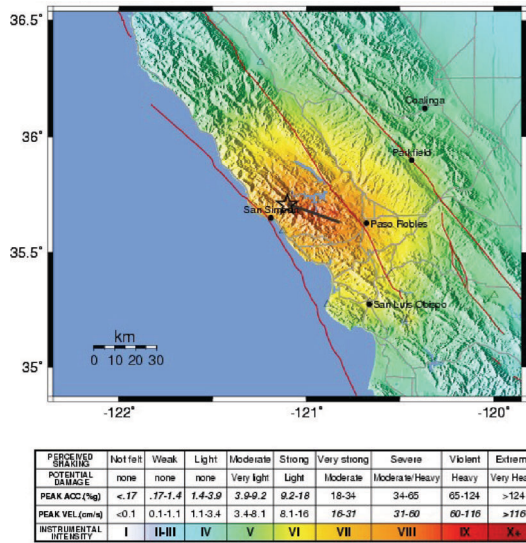 36.5°
Coalinga
36°
Parkfield
San Simeon
Paso Robles
35.5°
San Luis Obispo
km
0 10 20 30
35°
-122° -121° -120°
PERCEIVED SHAKING Not felt Weak Light Moderate Strong Very strong Severe Violent Extrem
POTENTIAL DAMAGE none none none Very light Light Moderate Moderate/Heavy Heavy Very Hea
PEAK ACC.(%g) <.17 .17-1.4 1.4-3.9 3.9-9.2 9.2-18 18-34 34-65 65-124 >124
PEAK VEL.(cm/s) <0.1 0.1-1.1 1.1-3.4 3.4-8.1 8.1-16 16-31 31-60 60-116 >116
INSTRUMENTAL INTENSITY I II-III IV V VI VII VIII IX X+